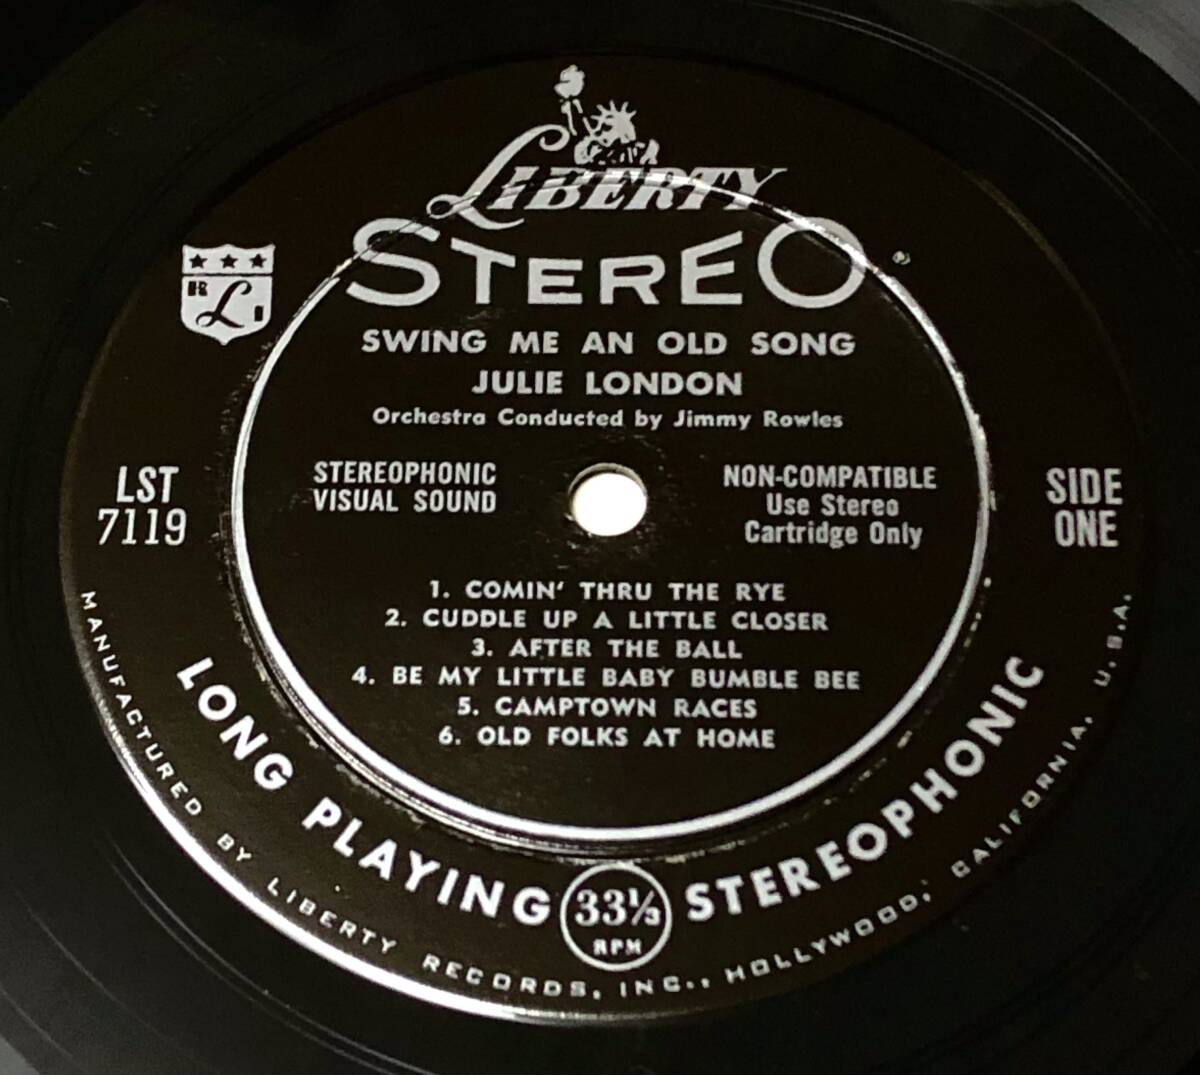 LIBERTY
STEREO
®
R L I
SWING ME AN OLD SONG
JULIE LONDON
Orchestra Conducted by Jimmy Rowles
LST
7119
STEREOPHONIC
VISUAL SOUND
NON-COMPATIBLE
Use Stereo
Cartridge Only
SIDE
ONE
1. COMIN' THRU THE RYE
2. CUDDLE UP A LITTLE CLOSER
3. AFTER THE BALL
4. BE MY LITTLE BABY BUMBLE BEE
5. CAMPTOWN RACES
6. OLD FOLKS AT HOME
LONG PLAYING
33⅓
RPM
STEREOPHONIC
MANUFACTURED BY LIBERTY RECORDS, INC., HOLLYWOOD, CALIFORNIA, U.S.A.